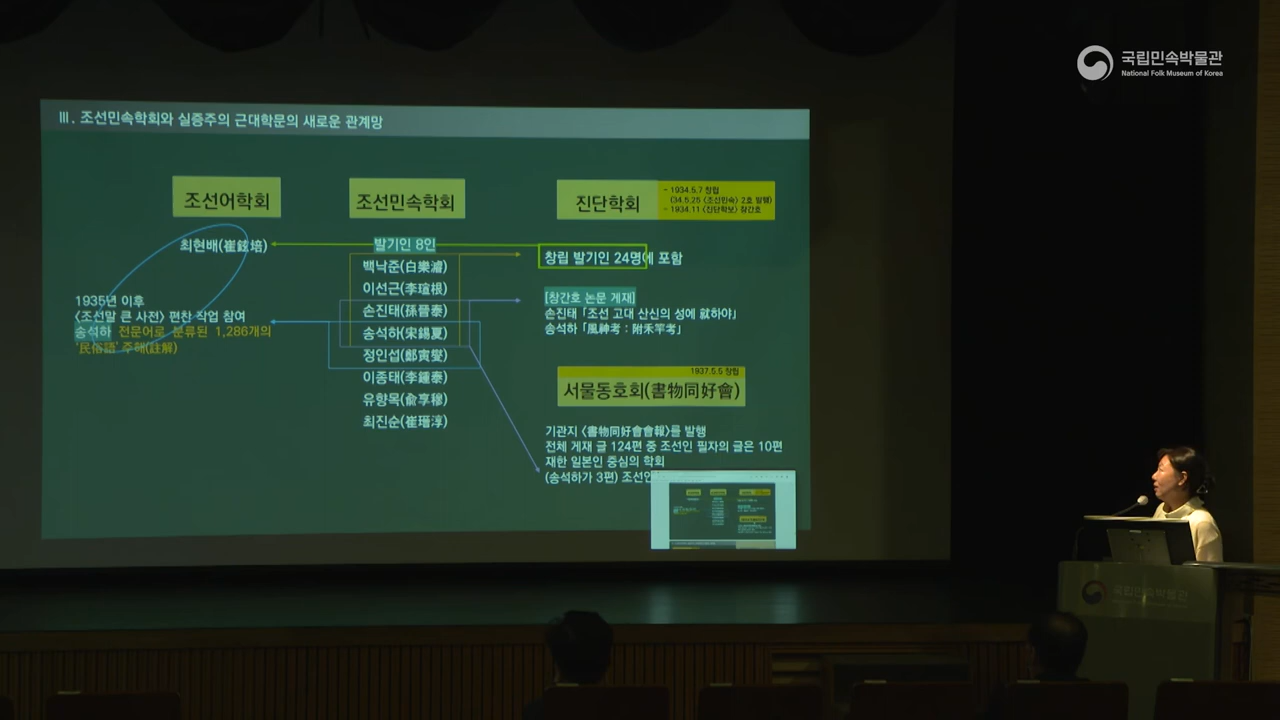 국립민속박물관
National Folk Museum of Korea
Ⅲ. 조선민속학회와 실증주의 근대학문의 새로운 관계망
조선어학회
최현배(崔鉉培)
1935년 이후
〈조선말 큰 사전〉 편찬 작업 참여
송석하 전문어로 분류된 1,286개의
'民俗語' 주해(註解)
조선민속학회
발기인 8인
백낙준(白樂濬)
이선근(李瑄根)
손진태(孫晉泰)
송석하(宋錫夏)
정인섭(鄭寅燮)
이종태(李鍾泰)
유향목(兪享穆)
최진순(崔瑨淳)
진단학회
- 1934.5.7 창립
(34.5.25 〈조선민속〉 2호 발행)
- 1934.11 〈진단학보〉 창간호
창립 발기인 24명에 포함
[창간호 논문 게재]
손진태 「조선 고대 산신의 성에 就하야」
송석하 「風神考 : 附禾竿考」
1937.5.5 창립
서물동호회(書物同好會)
기관지 〈書物同好會會報〉를 발행
전체 게재 글 124편 중 조선인 필자의 글은 10편
재한 일본인 중심의 학회
(송석하가 3편) 조선인
국립민속박물관